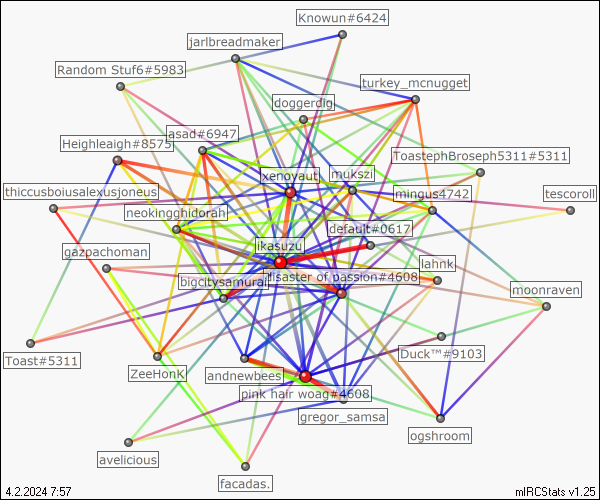 Knowun#6424
jarlbreadmaker
Random Stuf6#5983
turkey_mcnugget
doggerdig
asad#6947
Heighleigh#8575
ToastephBroseph5311#5311
xenoyaut
mukszi
thiccusboiusalexusjoneus
mingus4742
tescoroll
neokingghidorah
default#0617
ikasuzu
gazpachoman
lahnk
bigcitysamurai
disaster of passion#4608
moonraven
Toast#5311
Duck™#9103
ZeeHonK
andnewbees
pink hair woag#4608
gregor_samsa
ogshroom
avelicious
facadas.
4.2.2024 7:57
mIRCStats v1.25